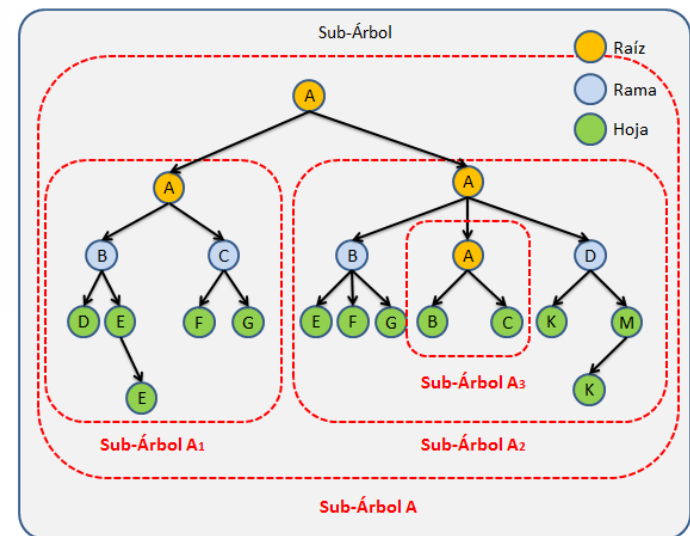 Sub-Árbol
Raíz
Rama
Hoja
A
A
A
B
C
B
A
D
D
E
F
G
E
F
G
B
C
K
M
E
K
Sub-Árbol A3
Sub-Árbol A1
Sub-Árbol A2
Sub-Árbol A